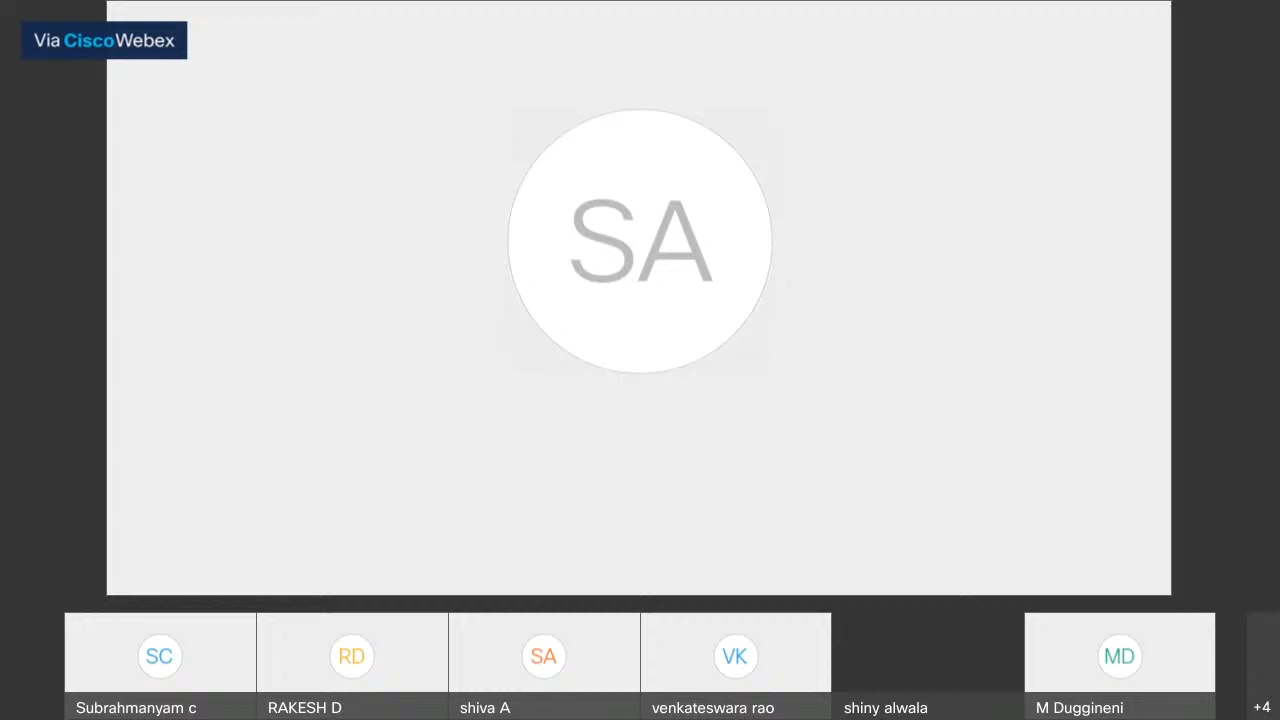 Via CiscoWebex
SA
SC
RD
SA
VK
MD
Subrahmanyam c
RAKESH D
shiva A
venkateswara rao
shiny alwala
M Duggineni
+4